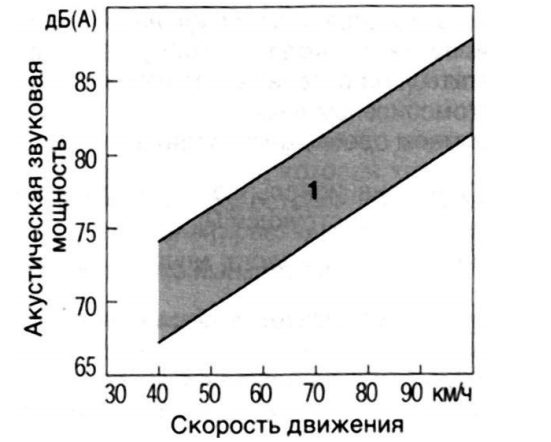 дБ(А)
Акустическая звуковая
мощность
85
80
75
70
65
1
30 40 50 60 70 80 90 км/ч
Скорость движения